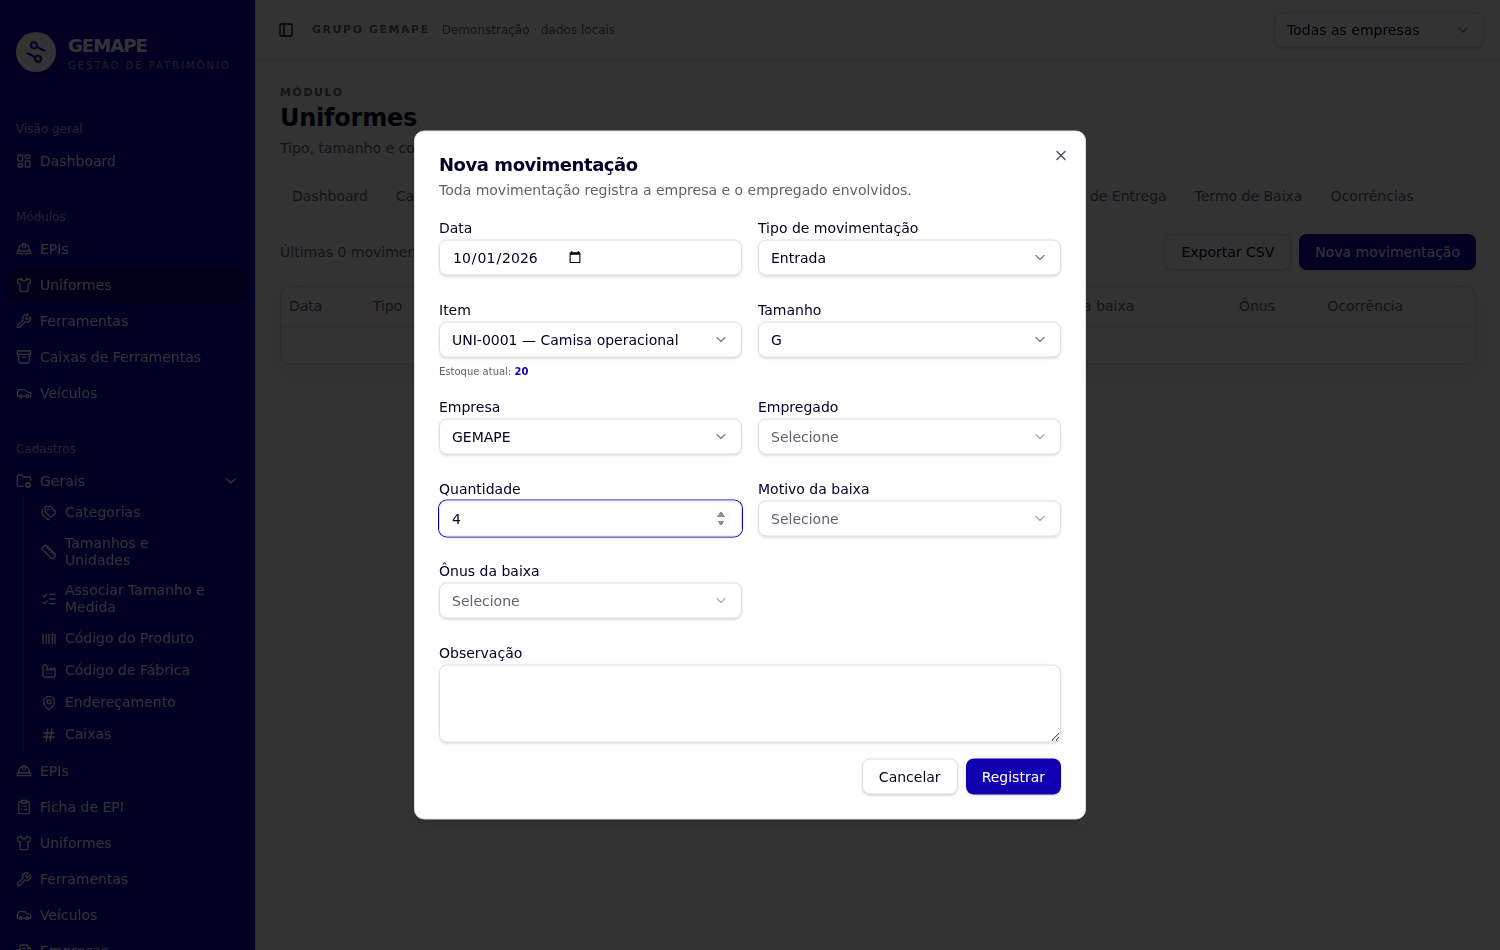 GEMAPE
GESTÃO DE PATRIMÔNIO
Visão geral
Dashboard
Módulos
EPIs
Uniformes
Ferramentas
Caixas de Ferramentas
Veículos
Cadastros
Gerais
Categorias
Tamanhos e
Unidades
Associar Tamanho e
Medida
Código do Produto
Código de Fábrica
Endereçamento
Caixas
EPIs
Ficha de EPI
Uniformes
Ferramentas
Veículos
Empresas
GRUPO GEMAPE Demonstração · dados locais
Todas as empresas
MÓDULO
Uniformes
Tipo, tamanho e co
Dashboard Ca de Entrega Termo de Baixa Ocorrências
Últimas 0 movimen Exportar CSV Nova movimentação
Data Tipo a baixa Ônus Ocorrência
Nova movimentação
Toda movimentação registra a empresa e o empregado envolvidos.
Data Tipo de movimentação
10/01/2026 Entrada
Item Tamanho
UNI-0001 — Camisa operacional G
Estoque atual: 20
Empresa Empregado
GEMAPE Selecione
Quantidade Motivo da baixa
4 Selecione
Ônus da baixa
Selecione
Observação
Cancelar Registrar